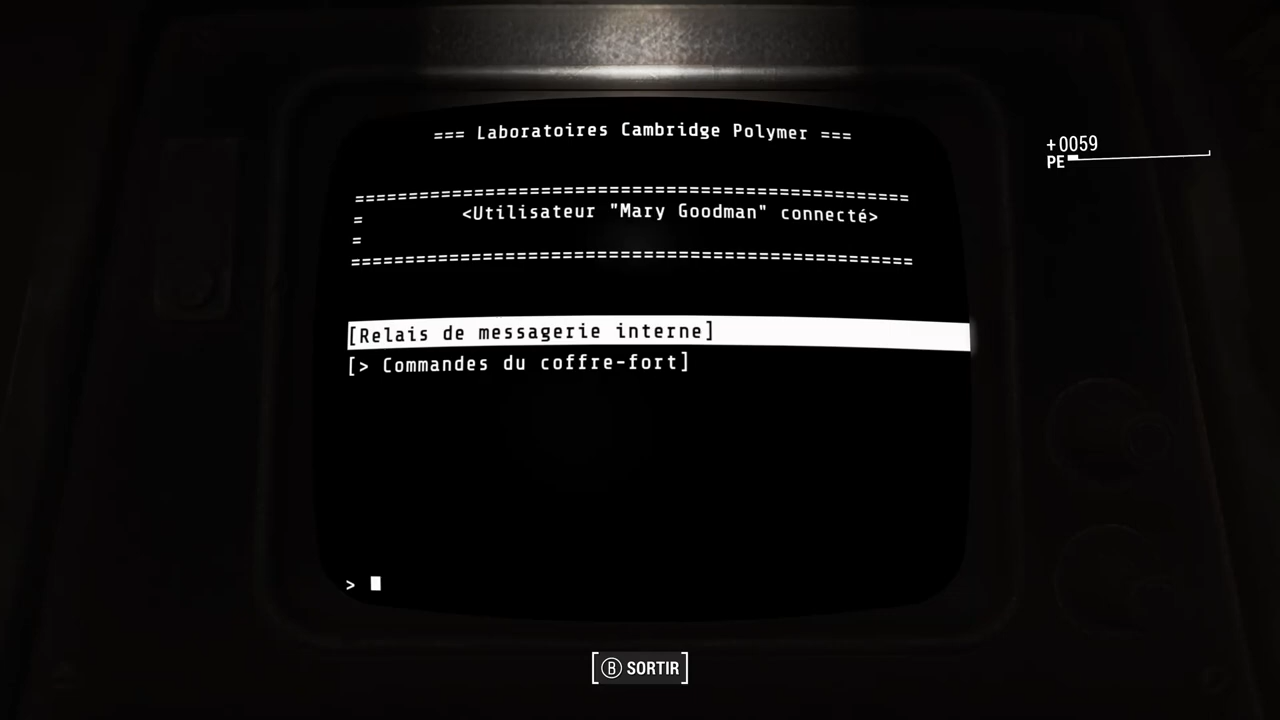 === Laboratoires Cambridge Polymer ===
+0059
PE
=====================================================
= <Utilisateur "Mary Goodman" connecté>
=
=====================================================
[Relais de messagerie interne]
[> Commandes du coffre-fort]
>
[Ⓑ SORTIR]